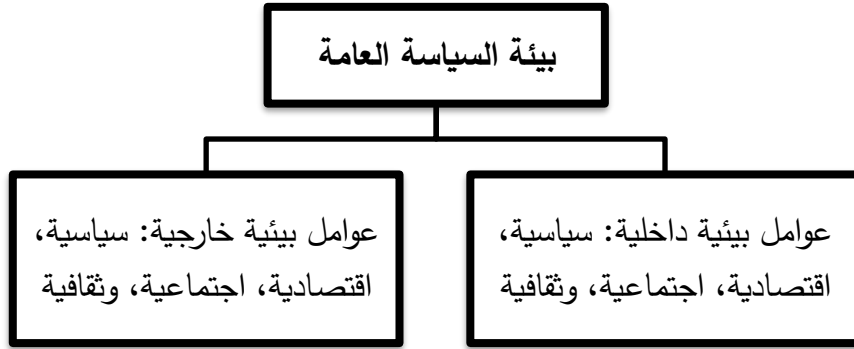 بيئة السياسة العامة
عوامل بيئية داخلية: سياسية،
اقتصادية، اجتماعية، وثقافية
عوامل بيئية خارجية: سياسية،
اقتصادية، اجتماعية، وثقافية